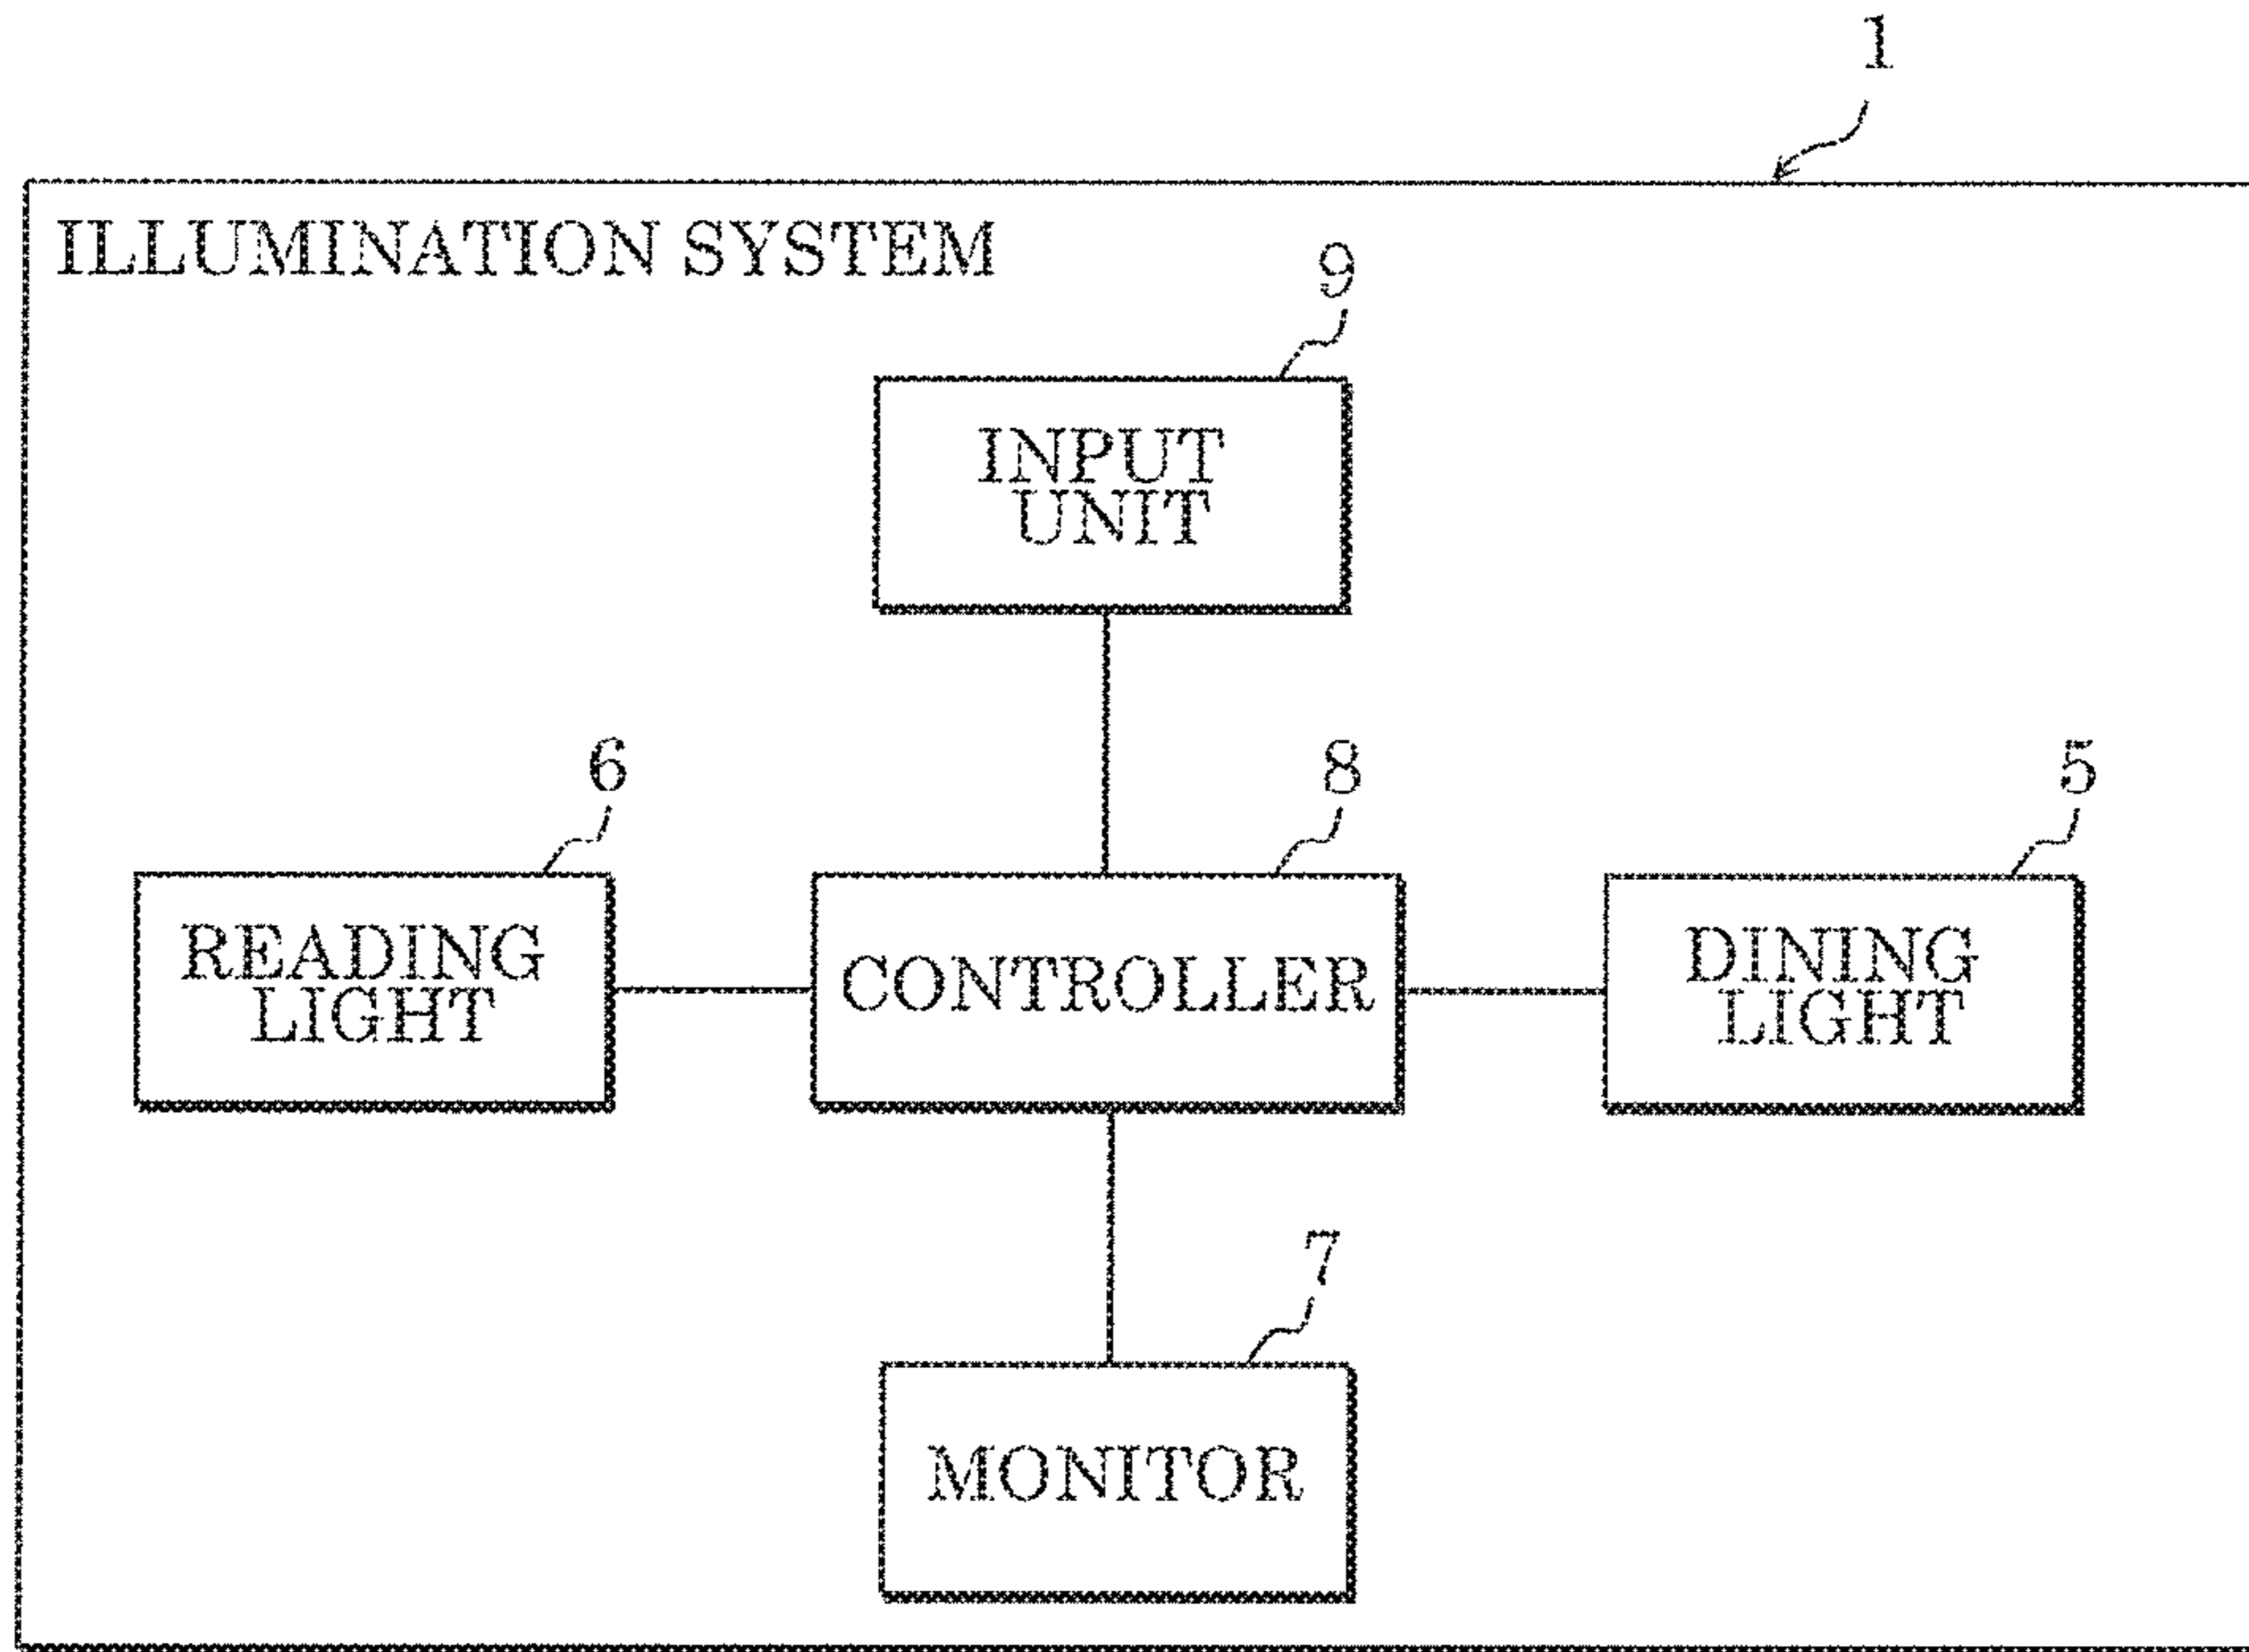 1
ILLUMINATION SYSTEM
9
INPUT
UNIT
6
8
5
READING
LIGHT
CONTROLLER
DINING
LIGHT
7
MONITOR